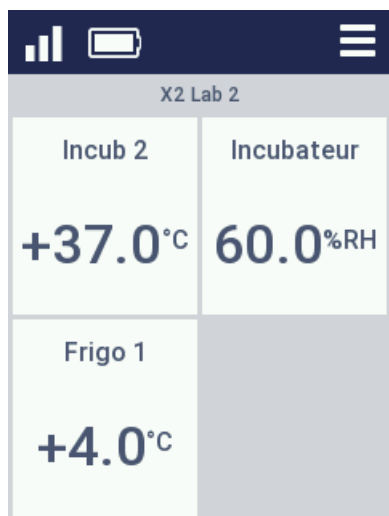 X2 Lab 2
Incub 2
+37.0°C
Incubateur
60.0%RH
Frigo 1
+4.0°C